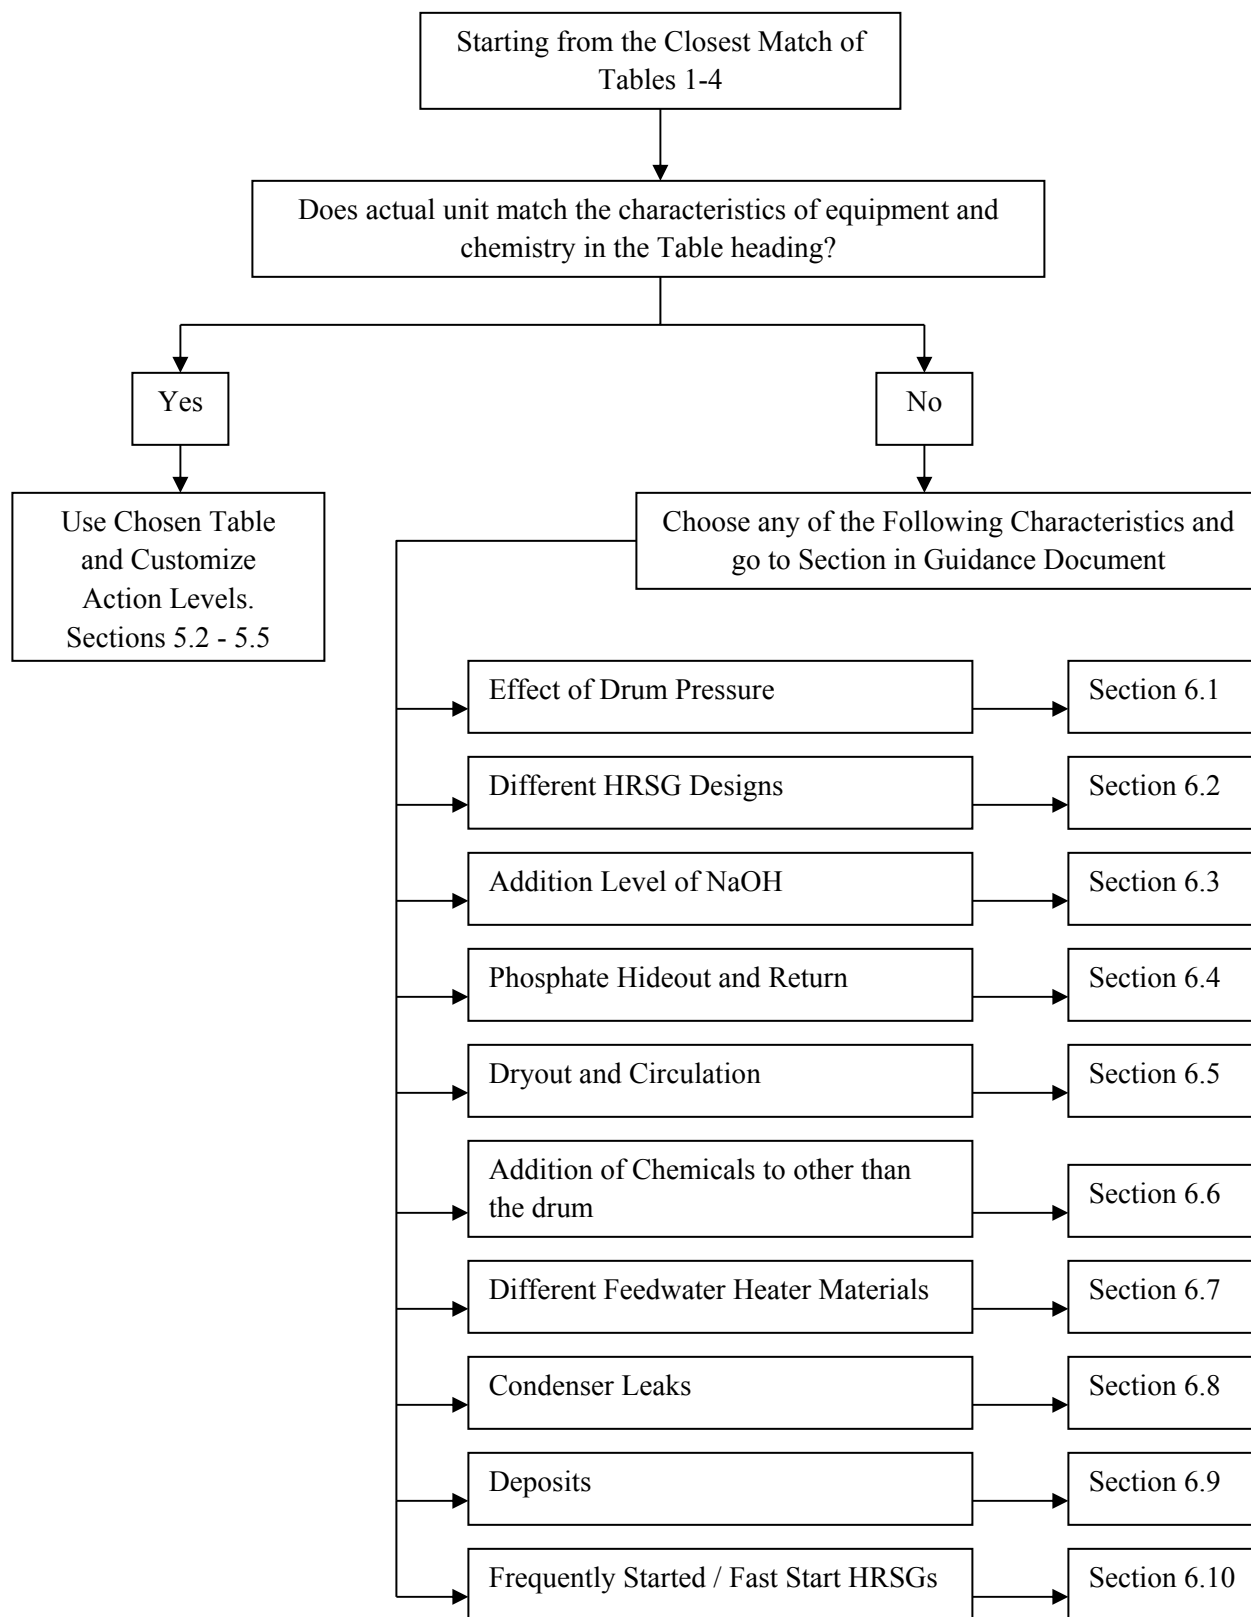 Starting from the Closest Match of
Tables 1-4
Does actual unit match the characteristics of equipment and
chemistry in the Table heading?
Yes
No
Use Chosen Table
and Customize
Action Levels.
Sections 5.2 - 5.5
Choose any of the Following Characteristics and
go to Section in Guidance Document
Effect of Drum Pressure
Section 6.1
Different HRSG Designs
Section 6.2
Addition Level of NaOH
Section 6.3
Phosphate Hideout and Return
Section 6.4
Dryout and Circulation
Section 6.5
Addition of Chemicals to other than
the drum
Section 6.6
Different Feedwater Heater Materials
Section 6.7
Condenser Leaks
Section 6.8
Deposits
Section 6.9
Frequently Started / Fast Start HRSGs
Section 6.10